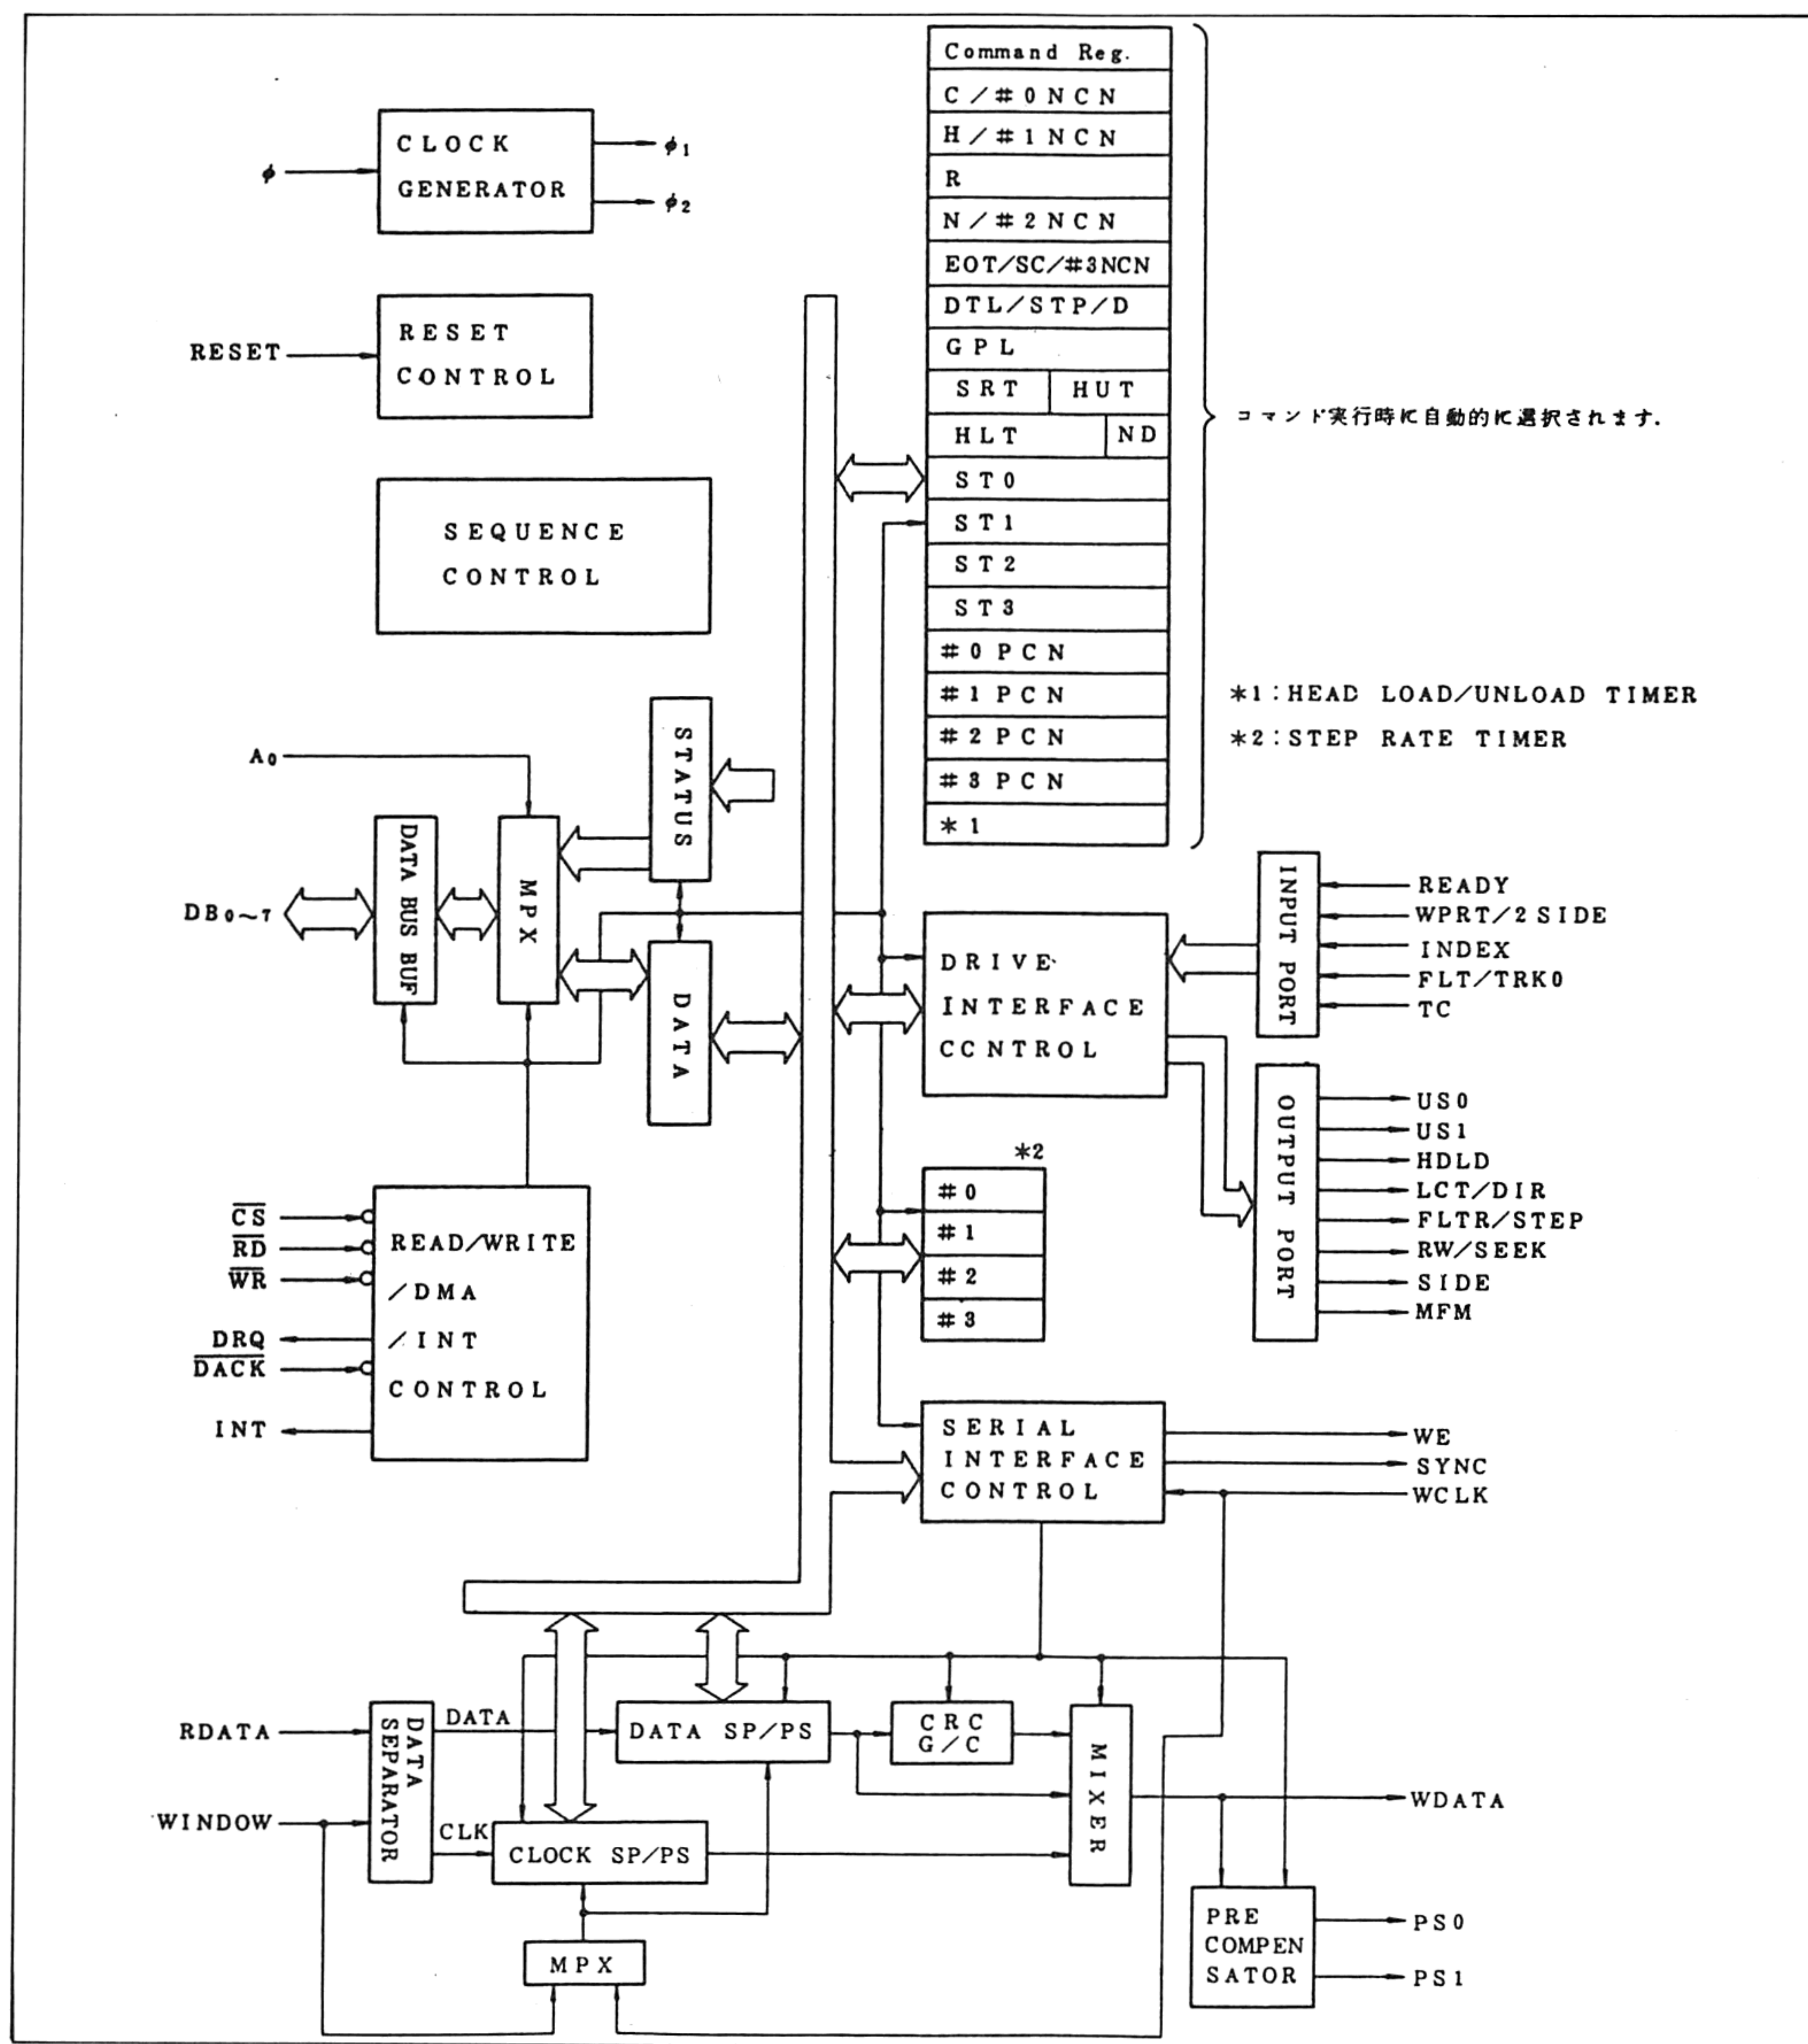 CLOCK
GENERATOR
φ
φ1
φ2
RESET
RESET
CONTROL
SEQUENCE
CONTROL
Command Reg.
C/#0NCN
H/#1NCN
R
N/#2NCN
EOT/SC/#3NCN
DTL/STP/D
GPL
SRT HUT
HLT ND
ST0
ST1
ST2
ST3
#0PCN
#1PCN
#2PCN
#3PCN
*1
コマンド実行時に自動的に選択されます.
*1:HEAD LOAD/UNLOAD TIMER
*2:STEP RATE TIMER
A0
STATUS
DATA BUS BUF
MPX
DB0~7
DATA
DRIVE
INTERFACE
CCNTROL
INPUT PORT
READY
WPRT/2SIDE
INDEX
FLT/TRK0
TC
OUTPUT PORT
US0
US1
HDLD
LCT/DIR
FLTR/STEP
RW/SEEK
SIDE
MFM
*2
#0
#1
#2
#3
CS
RD
WR
DRQ
DACK
INT
READ/WRITE
/DMA
/INT
CONTROL
SERIAL
INTERFACE
CONTROL
WE
SYNC
WCLK
RDATA
WINDOW
DATA
SEPARATOR
DATA
CLK
DATA SP/PS
CLOCK SP/PS
CRC
G/C
MIXER
MPX
WDATA
PRE
COMPEN
SATOR
PS0
PS1